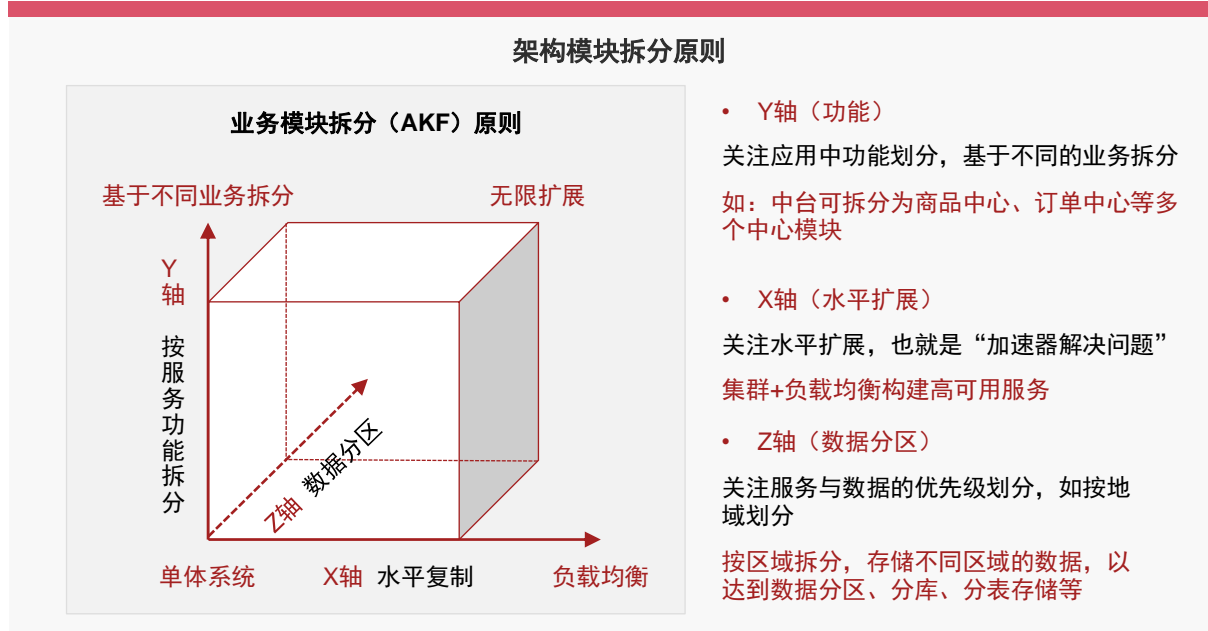 架构模块拆分原则
业务模块拆分（AKF）原则
基于不同业务拆分
无限扩展
Y
轴
按
服
务
功
能
拆
分
Z轴 数据分区
单体系统
X轴 水平复制
负载均衡
• Y轴（功能）
关注应用中功能划分，基于不同的业务拆分
如：中台可拆分为商品中心、订单中心等多
个中心模块
• X轴（水平扩展）
关注水平扩展，也就是“加速器解决问题”
集群+负载均衡构建高可用服务
• Z轴（数据分区）
关注服务与数据的优先级划分，如按地
域划分
按区域拆分，存储不同区域的数据，以
达到数据分区、分库、分表存储等